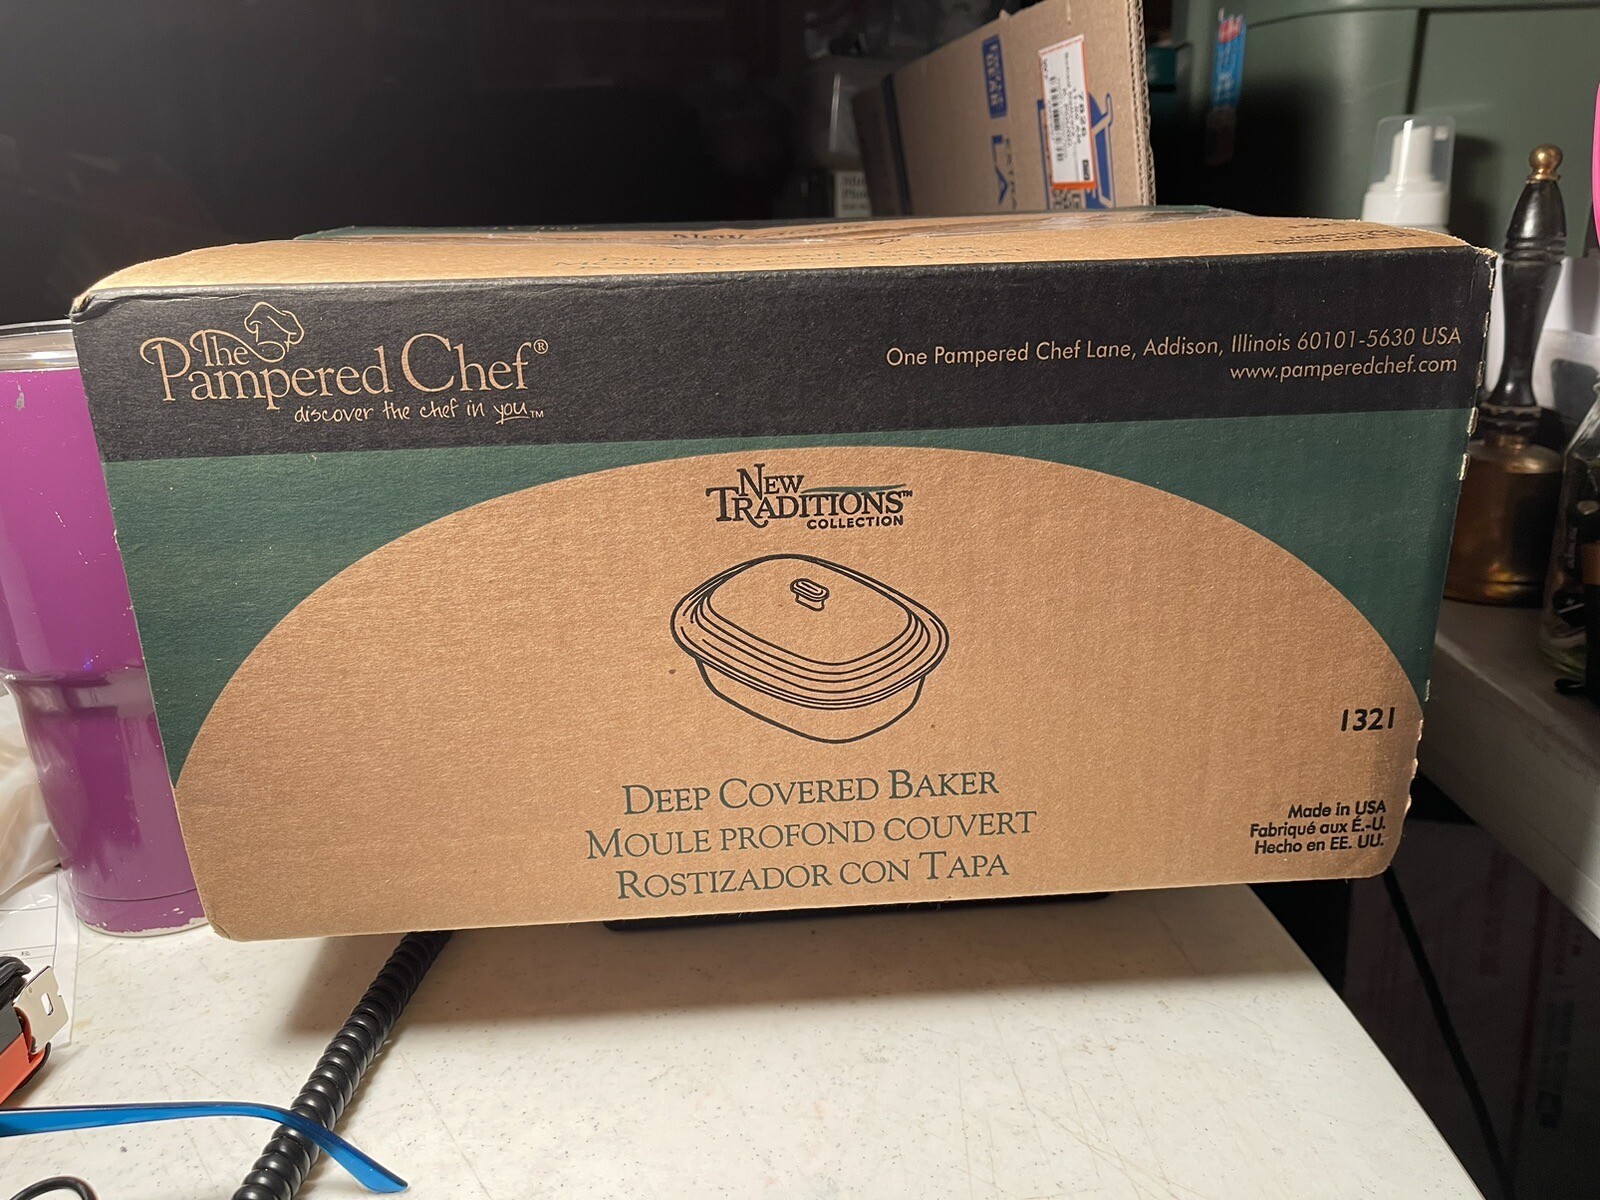 The
Pampered Chef®
discover the chef in you™
One Pampered Chef Lane, Addison, Illinois 60101-5630 USA
www.pamperedchef.com
NEW
TRADITIONS™
COLLECTION
1321
DEEP COVERED BAKER
MOULE PROFOND COUVERT
ROSTIZADOR CON TAPA
Made in USA
Fabriqué aux É.-U.
Hecho en EE. UU.